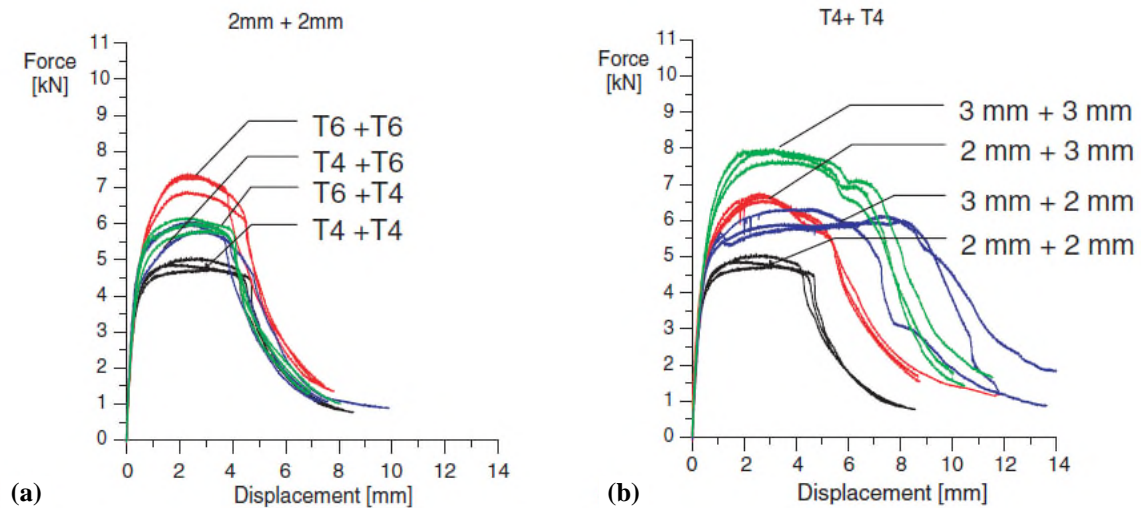 2mm + 2mm
Force
[kN]
11
10
9
8
7
6
5
4
3
2
1
0
T6 +T6
T4 +T6
T6 +T4
T4 +T4
0 2 4 6 8 10 12 14
Displacement [mm]
(a)
T4+ T4
Force
[kN]
11
10
9
8
7
6
5
4
3
2
1
0
3 mm + 3 mm
2 mm + 3 mm
3 mm + 2 mm
2 mm + 2 mm
0 2 4 6 8 10 12 14
Displacement [mm]
(b)